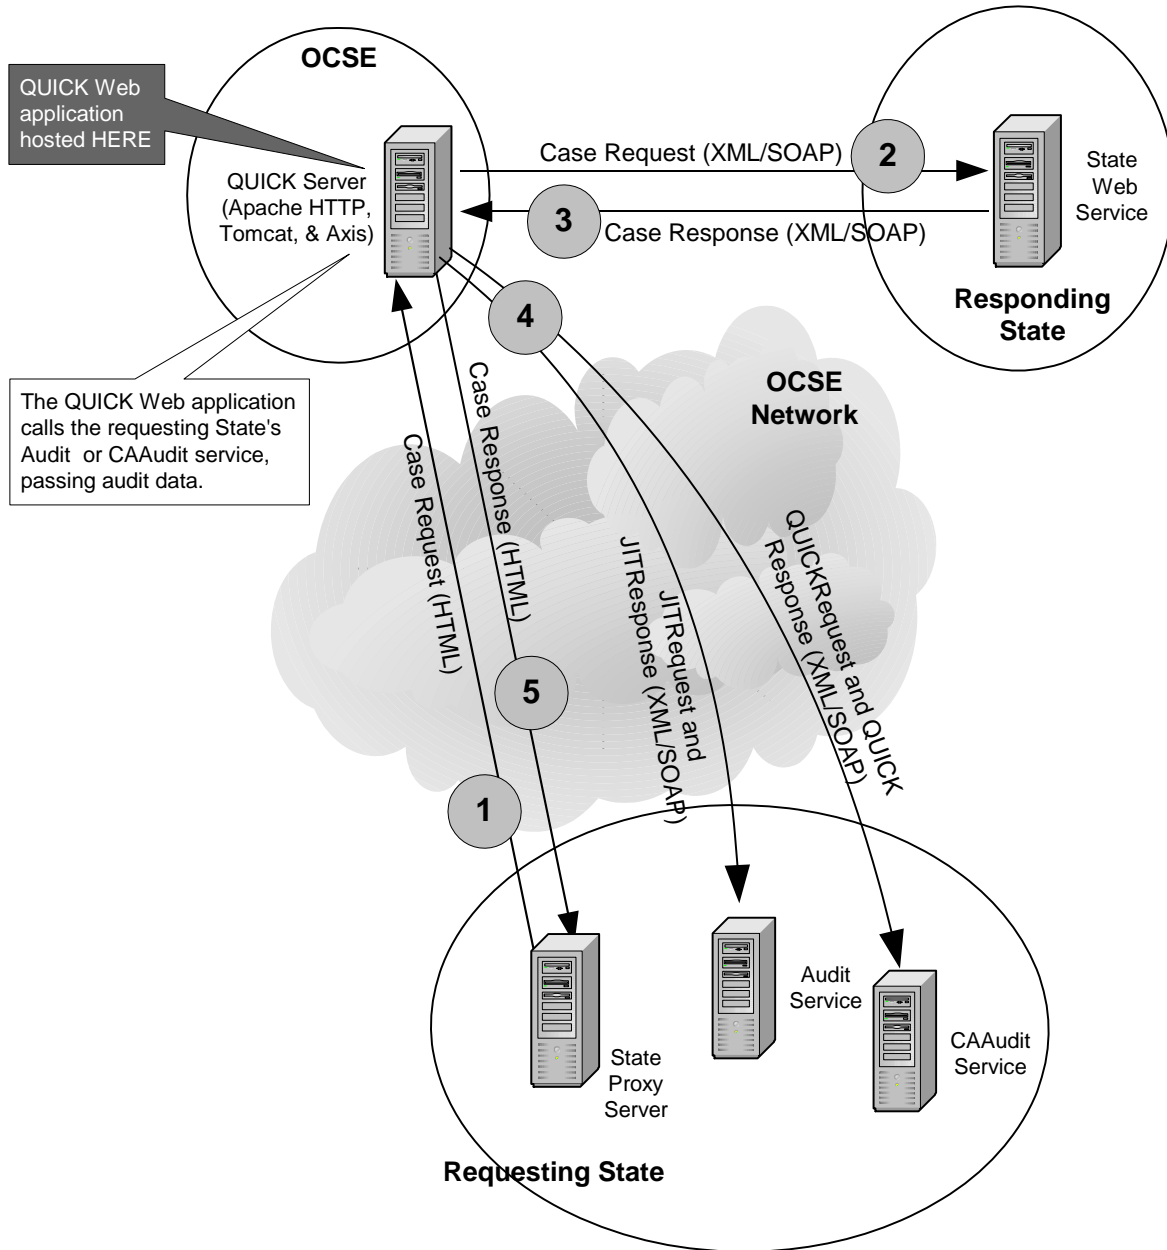 OCSE
QUICK Web
application
hosted HERE
QUICK Server
(Apache HTTP,
Tomcat, & Axis)
Case Request (XML/SOAP)
2
3
Case Response (XML/SOAP)
State
Web
Service
Responding
State
4
The QUICK Web application
calls the requesting State's
Audit or CAAudit service,
passing audit data.
OCSE
Network
Case Request (HTML)
Case Response (HTML)
JITRequest and
JITResponse (XML/SOAP)
QUICKRequest and QUICK
Response (XML/SOAP)
5
1
State
Proxy
Server
Audit
Service
CAAudit
Service
Requesting State